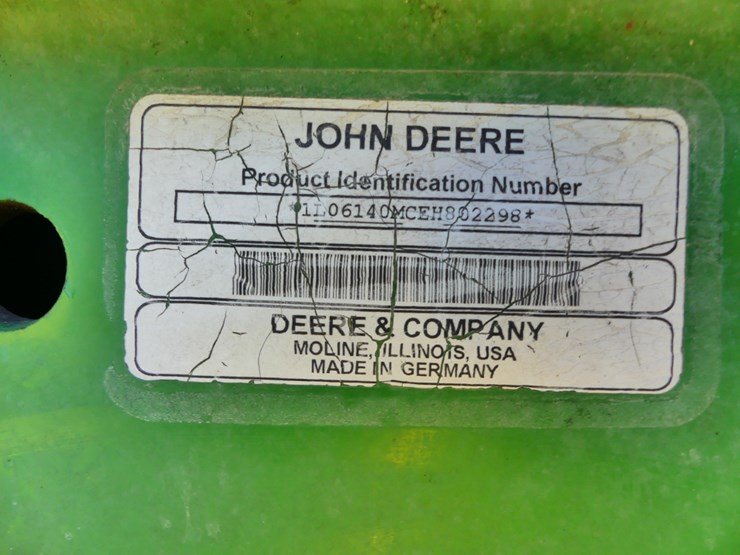 JOHN DEERE
Product Identification Number
*1L06140MCEH802298*
DEERE & COMPANY
MOLINE, ILLINOIS, USA
MADE IN GERMANY